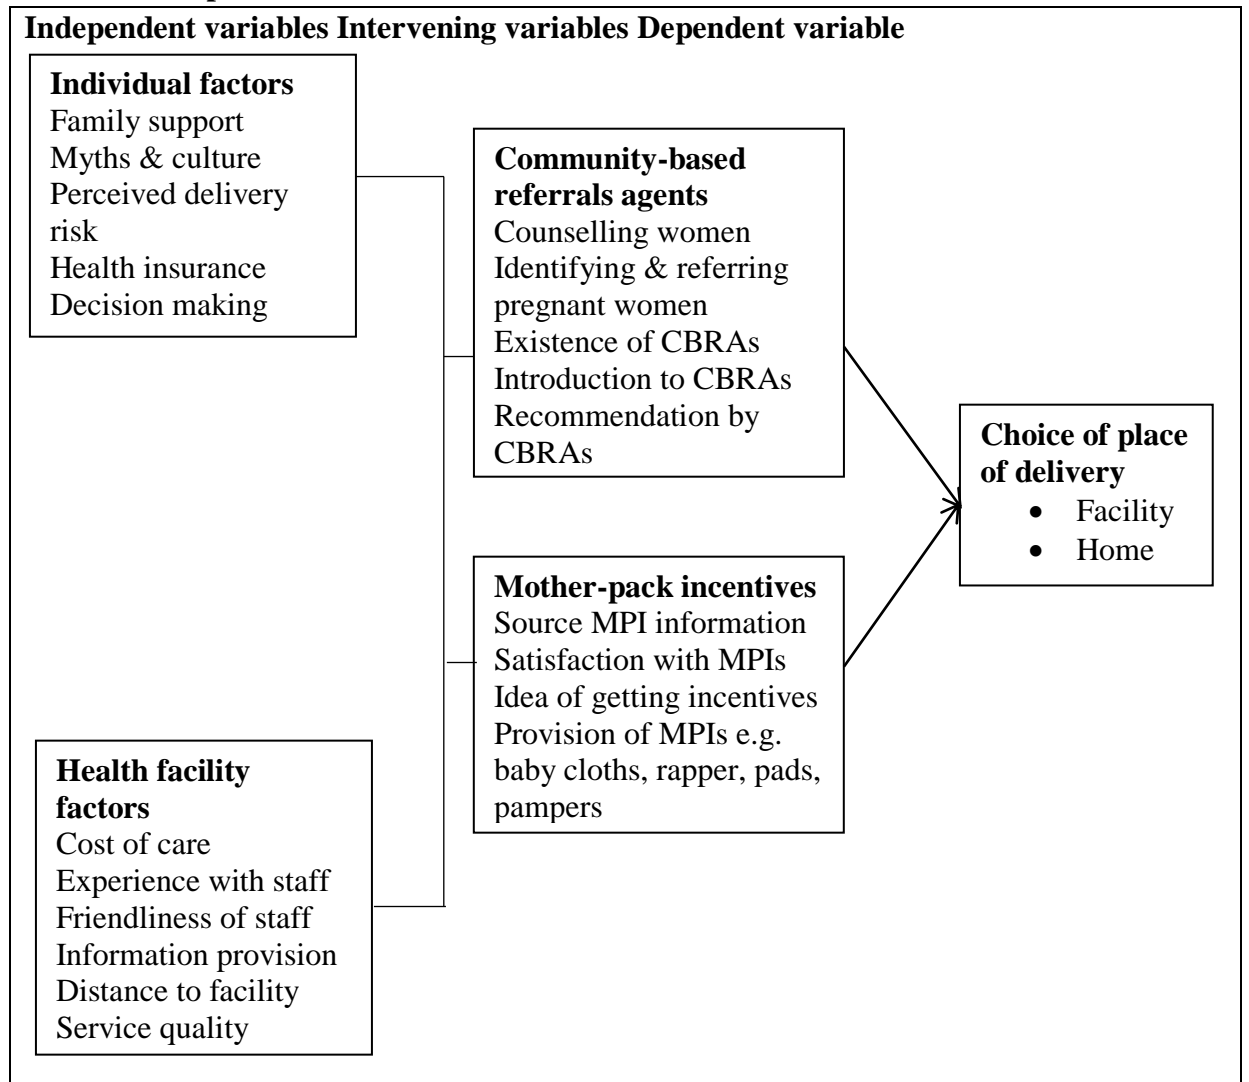 Independent variables Intervening variables Dependent variable
Individual factors
Family support
Myths & culture
Perceived delivery
risk
Health insurance
Decision making
Community-based
referrals agents
Counselling women
Identifying & referring
pregnant women
Existence of CBRAs
Introduction to CBRAs
Recommendation by
CBRAs
Choice of place
of delivery
• Facility
• Home
Mother-pack incentives
Source MPI information
Satisfaction with MPIs
Idea of getting incentives
Provision of MPIs e.g.
baby cloths, rapper, pads,
pampers
Health facility
factors
Cost of care
Experience with staff
Friendliness of staff
Information provision
Distance to facility
Service quality